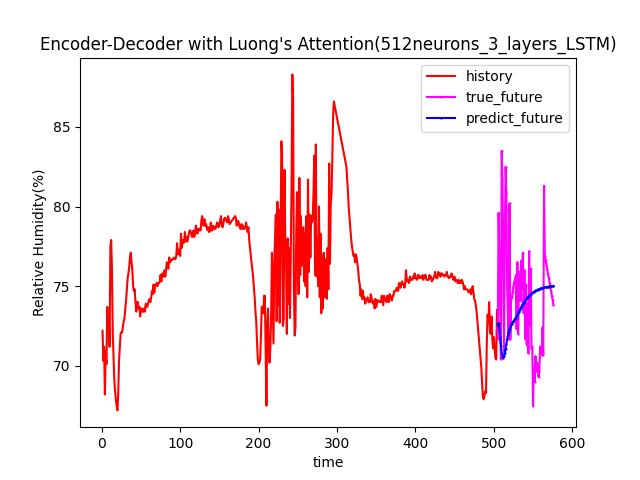 Encoder-Decoder with Luong's Attention(512neurons_3_layers_LSTM)
history
true_future
predict_future
Relative Humidity(%)
85
80
75
70
0 100 200 300 400 500 600
time